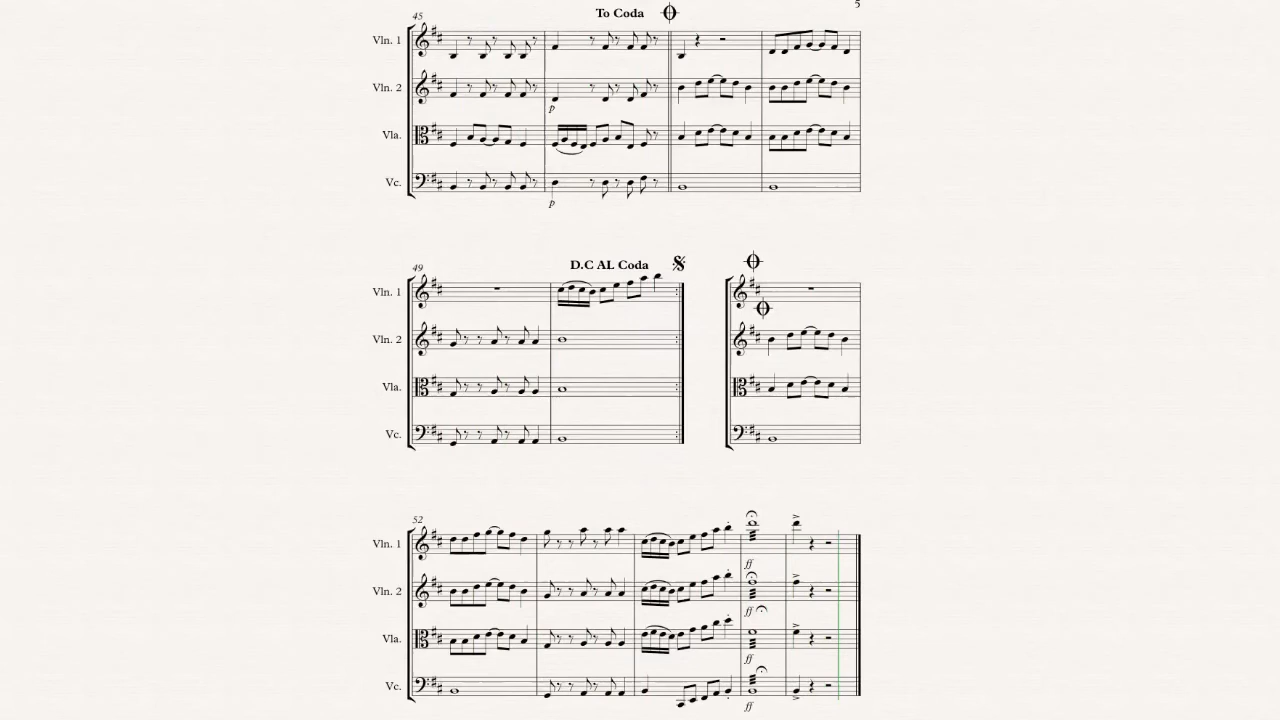 5
To Coda
45
Vln. 1
Vln. 2
p
Vla.
Vc.
p
D.C AL Coda
49
Vln. 1
Vln. 2
Vla.
Vc.
52
Vln. 1
ff
Vln. 2
ff
Vla.
ff
Vc.
ff